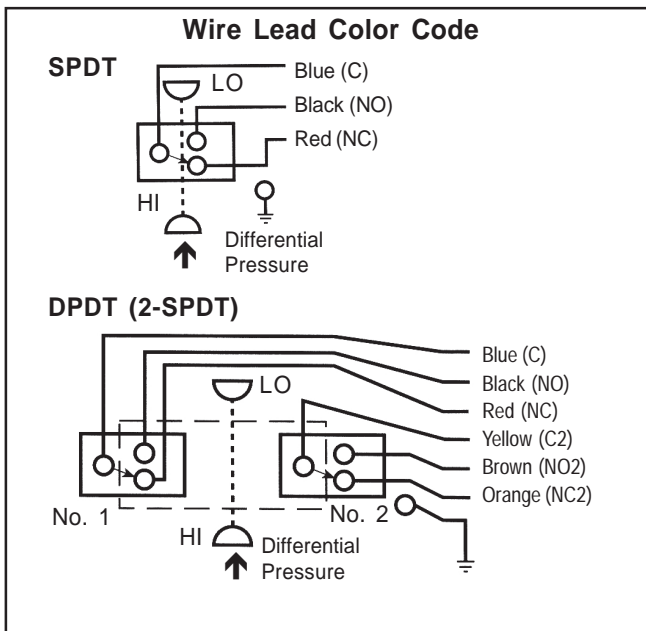 Wire Lead Color Code
SPDT
LO
Blue (C)
Black (NO)
Red (NC)
HI
Differential
Pressure
DPDT (2-SPDT)
LO
Blue (C)
Black (NO)
Red (NC)
Yellow (C2)
Brown (NO2)
Orange (NC2)
No. 1
No. 2
HI
Differential
Pressure